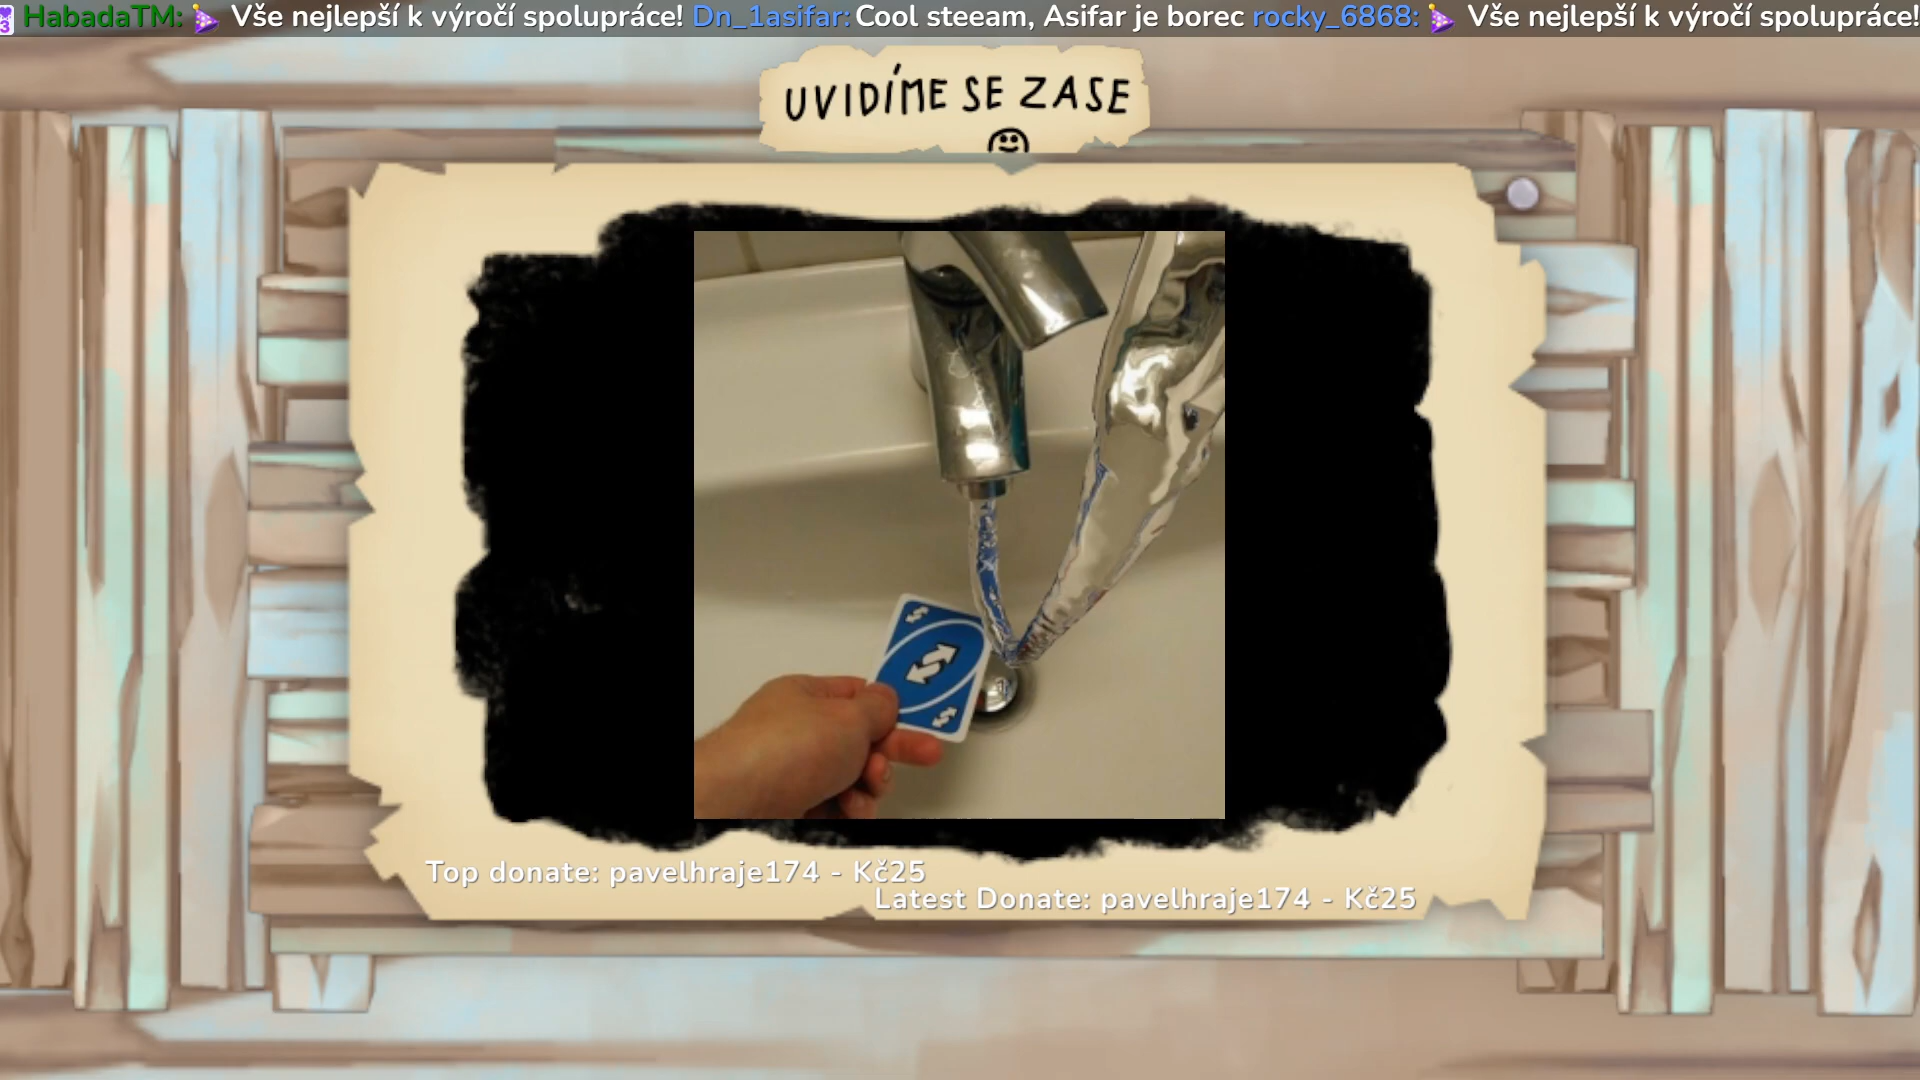 3 HabadaTM: Vše nejlepší k výročí spolupráce! Dn_1asifar: Cool steeam, Asifar je borec rocky_6868: Vše nejlepší k výročí spolupráce!
UVIDÍME SE ZASE
Top donate: pavelhraje174 - Kč25
Latest Donate: pavelhraje174 - Kč25